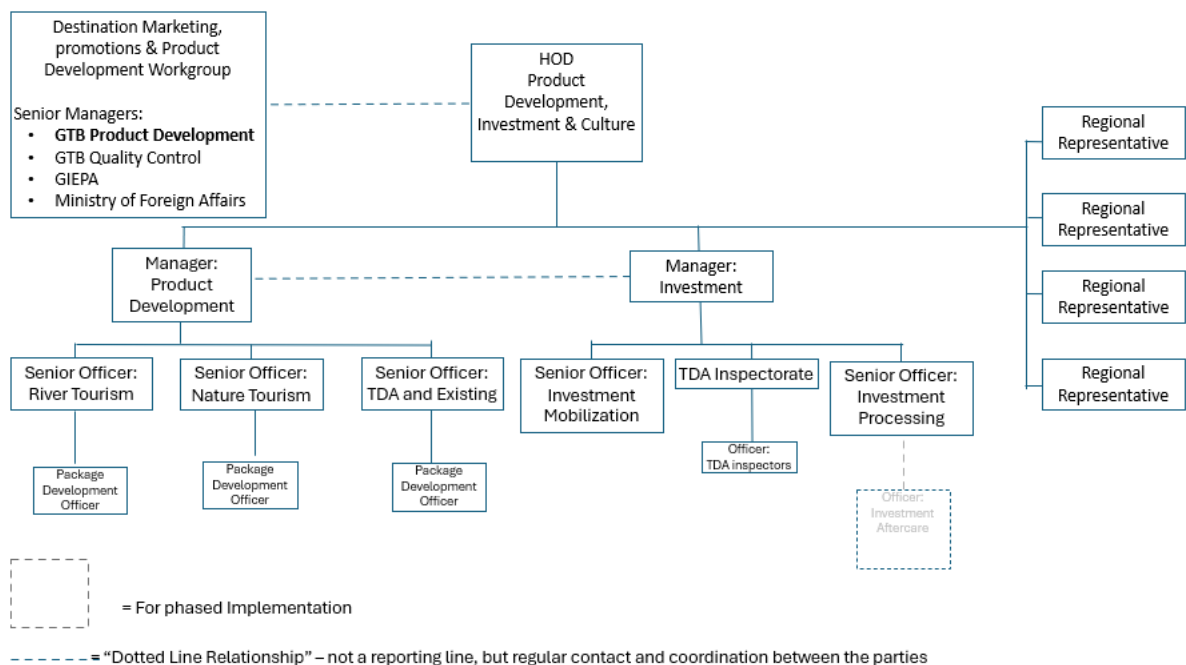 Destination Marketing,
promotions & Product
Development Workgroup
Senior Managers:
• GTB Product Development
• GTB Quality Control
• GIEPA
• Ministry of Foreign Affairs
HOD
Product
Development,
Investment & Culture
Regional
Representative
Regional
Representative
Regional
Representative
Regional
Representative
Manager:
Product
Development
Manager:
Investment
Senior Officer:
River Tourism
Senior Officer:
Nature Tourism
Senior Officer:
TDA and Existing
Senior Officer:
Investment
Mobilization
TDA Inspectorate
Senior Officer:
Investment
Processing
Package
Development
Officer
Package
Development
Officer
Package
Development
Officer
Officer:
TDA inspectors
Officer:
Investment
Aftercare
= For phased Implementation
= “Dotted Line Relationship” – not a reporting line, but regular contact and coordination between the parties